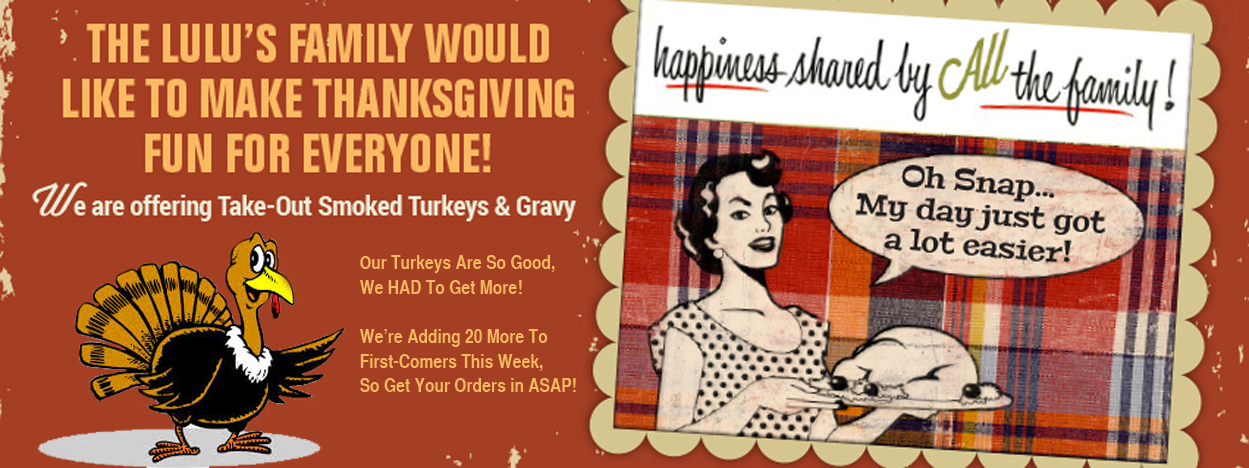 THE LULU'S FAMILY WOULD
LIKE TO MAKE THANKSGIVING
FUN FOR EVERYONE!
We are offering Take-Out Smoked Turkeys & Gravy
Our Turkeys Are So Good,
We HAD To Get More!
We're Adding 20 More To
First-Comers This Week,
So Get Your Orders in ASAP!
happiness shared by All the family!
Oh Snap...
My day just got
a lot easier!